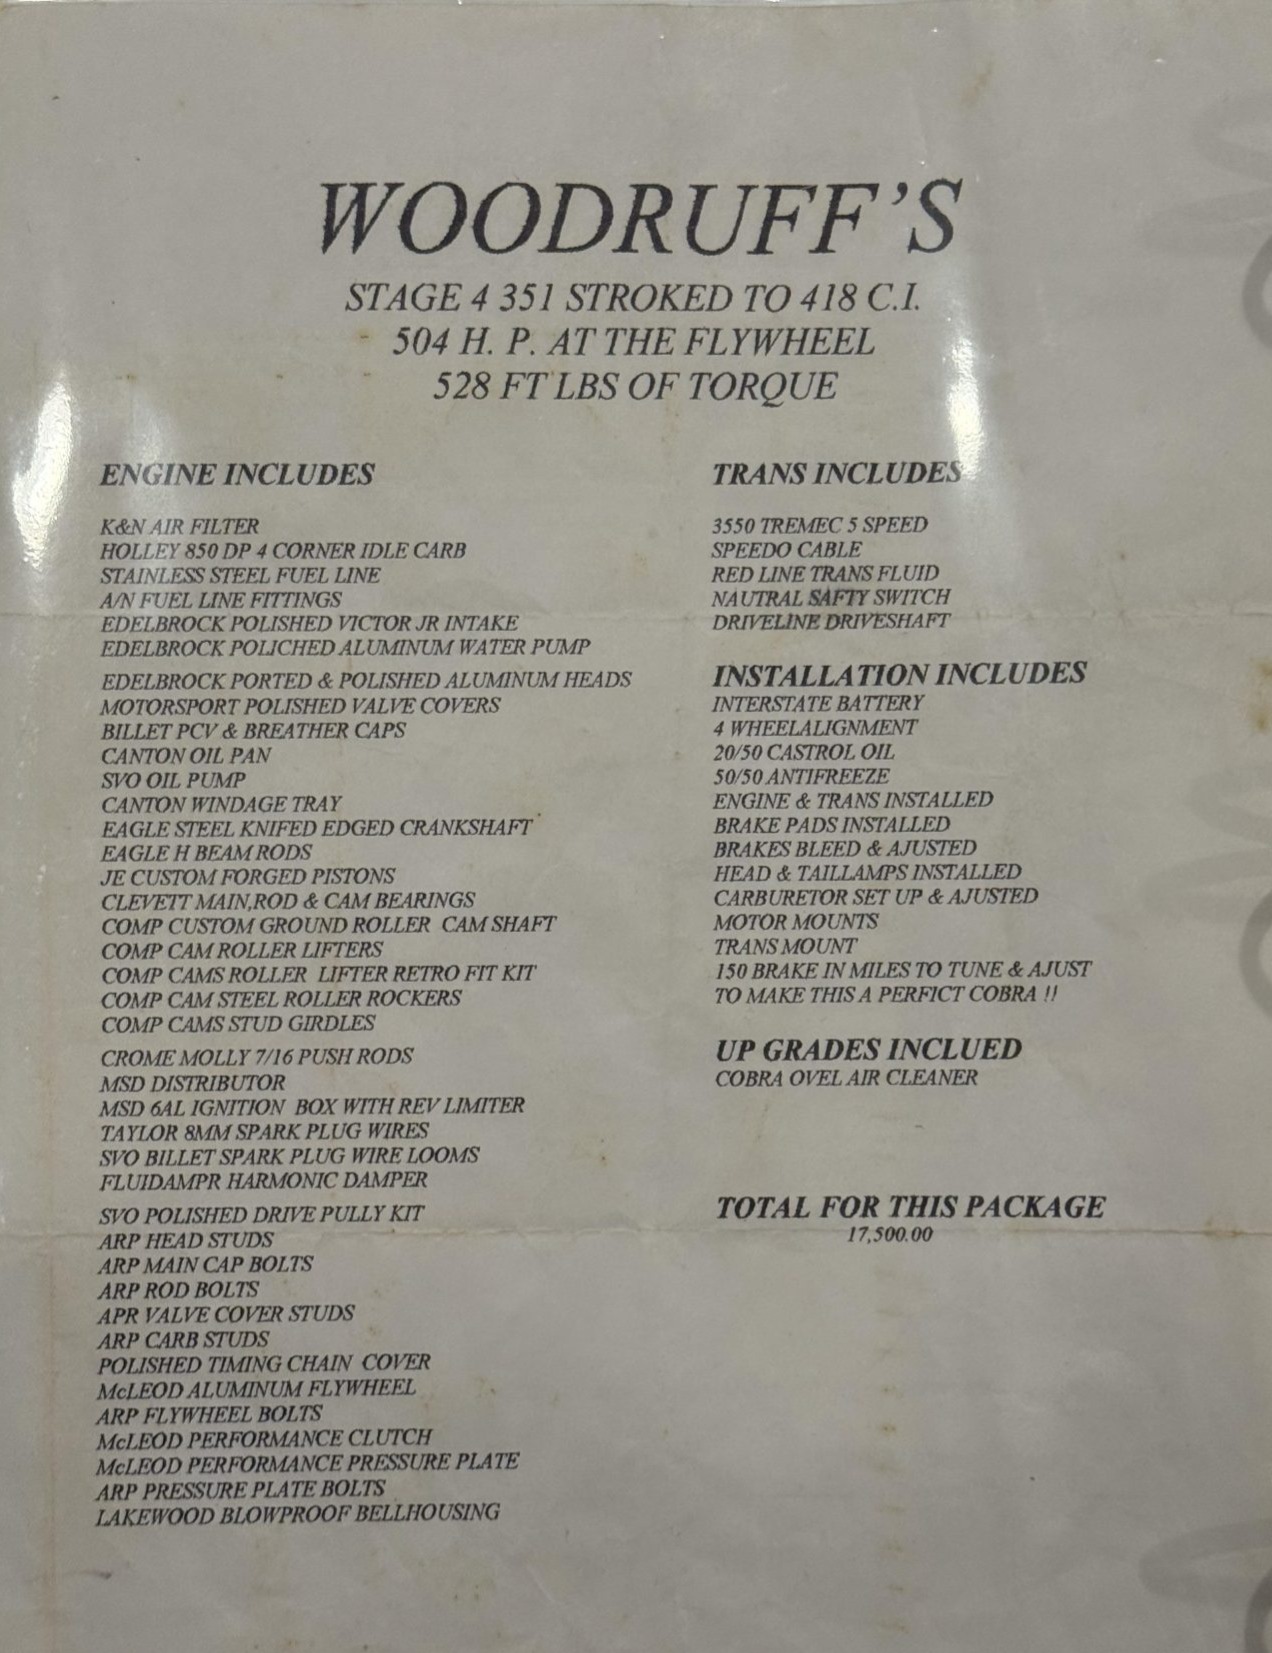 WOODRUFF'S
STAGE 4 351 STROKED TO 418 C.I.
504 H. P. AT THE FLYWHEEL
528 FT LBS OF TORQUE
ENGINE INCLUDES
K&N AIR FILTER
HOLLEY 850 DP 4 CORNER IDLE CARB
STAINLESS STEEL FUEL LINE
A/N FUEL LINE FITTINGS
EDELBROCK POLISHED VICTOR JR INTAKE
EDELBROCK POLICHED ALUMINUM WATER PUMP
EDELBROCK PORTED & POLISHED ALUMINUM HEADS
MOTORSPORT POLISHED VALVE COVERS
BILLET PCV & BREATHER CAPS
CANTON OIL PAN
SVO OIL PUMP
CANTON WINDAGE TRAY
EAGLE STEEL KNIFED EDGED CRANKSHAFT
EAGLE H BEAM RODS
JE CUSTOM FORGED PISTONS
CLEVETT MAIN,ROD & CAM BEARINGS
COMP CUSTOM GROUND ROLLER CAM SHAFT
COMP CAM ROLLER LIFTERS
COMP CAMS ROLLER LIFTER RETRO FIT KIT
COMP CAM STEEL ROLLER ROCKERS
COMP CAMS STUD GIRDLES
CROME MOLLY 7/16 PUSH RODS
MSD DISTRIBUTOR
MSD 6AL IGNITION BOX WITH REV LIMITER
TAYLOR 8MM SPARK PLUG WIRES
SVO BILLET SPARK PLUG WIRE LOOMS
FLUIDAMPR HARMONIC DAMPER
SVO POLISHED DRIVE PULLY KIT
ARP HEAD STUDS
ARP MAIN CAP BOLTS
ARP ROD BOLTS
APR VALVE COVER STUDS
ARP CARB STUDS
POLISHED TIMING CHAIN COVER
McLEOD ALUMINUM FLYWHEEL
ARP FLYWHEEL BOLTS
McLEOD PERFORMANCE CLUTCH
McLEOD PERFORMANCE PRESSURE PLATE
ARP PRESSURE PLATE BOLTS
LAKEWOOD BLOWPROOF BELLHOUSING
TRANS INCLUDES
3550 TREMEC 5 SPEED
SPEEDO CABLE
RED LINE TRANS FLUID
NAUTRAL SAFTY SWITCH
DRIVELINE DRIVESHAFT
INSTALLATION INCLUDES
INTERSTATE BATTERY
4 WHEELALIGNMENT
20/50 CASTROL OIL
50/50 ANTIFREEZE
ENGINE & TRANS INSTALLED
BRAKE PADS INSTALLED
BRAKES BLEED & AJUSTED
HEAD & TAILLAMPS INSTALLED
CARBURETOR SET UP & AJUSTED
MOTOR MOUNTS
TRANS MOUNT
150 BRAKE IN MILES TO TUNE & AJUST
TO MAKE THIS A PERFICT COBRA !!
UP GRADES INCLUED
COBRA OVEL AIR CLEANER
TOTAL FOR THIS PACKAGE
17,500.00